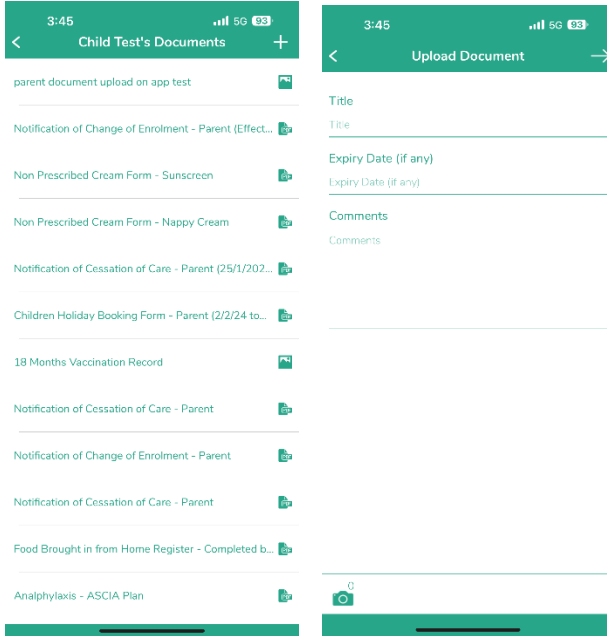 3:45
5G 93
Child Test's Documents
parent document upload on app test
Notification of Change of Enrolment - Parent (Effect...
Non Prescribed Cream Form - Sunscreen
Non Prescribed Cream Form - Nappy Cream
Notification of Cessation of Care - Parent (25/1/202...
Children Holiday Booking Form - Parent (2/2/24 to...
18 Months Vaccination Record
Notification of Cessation of Care - Parent
Notification of Change of Enrolment - Parent
Notification of Cessation of Care - Parent
Food Brought in from Home Register - Completed b...
Analphylaxis - ASCIA Plan
3:45
5G 93
Upload Document
Title
Title
Expiry Date (if any)
Expiry Date (if any)
Comments
Comments
0